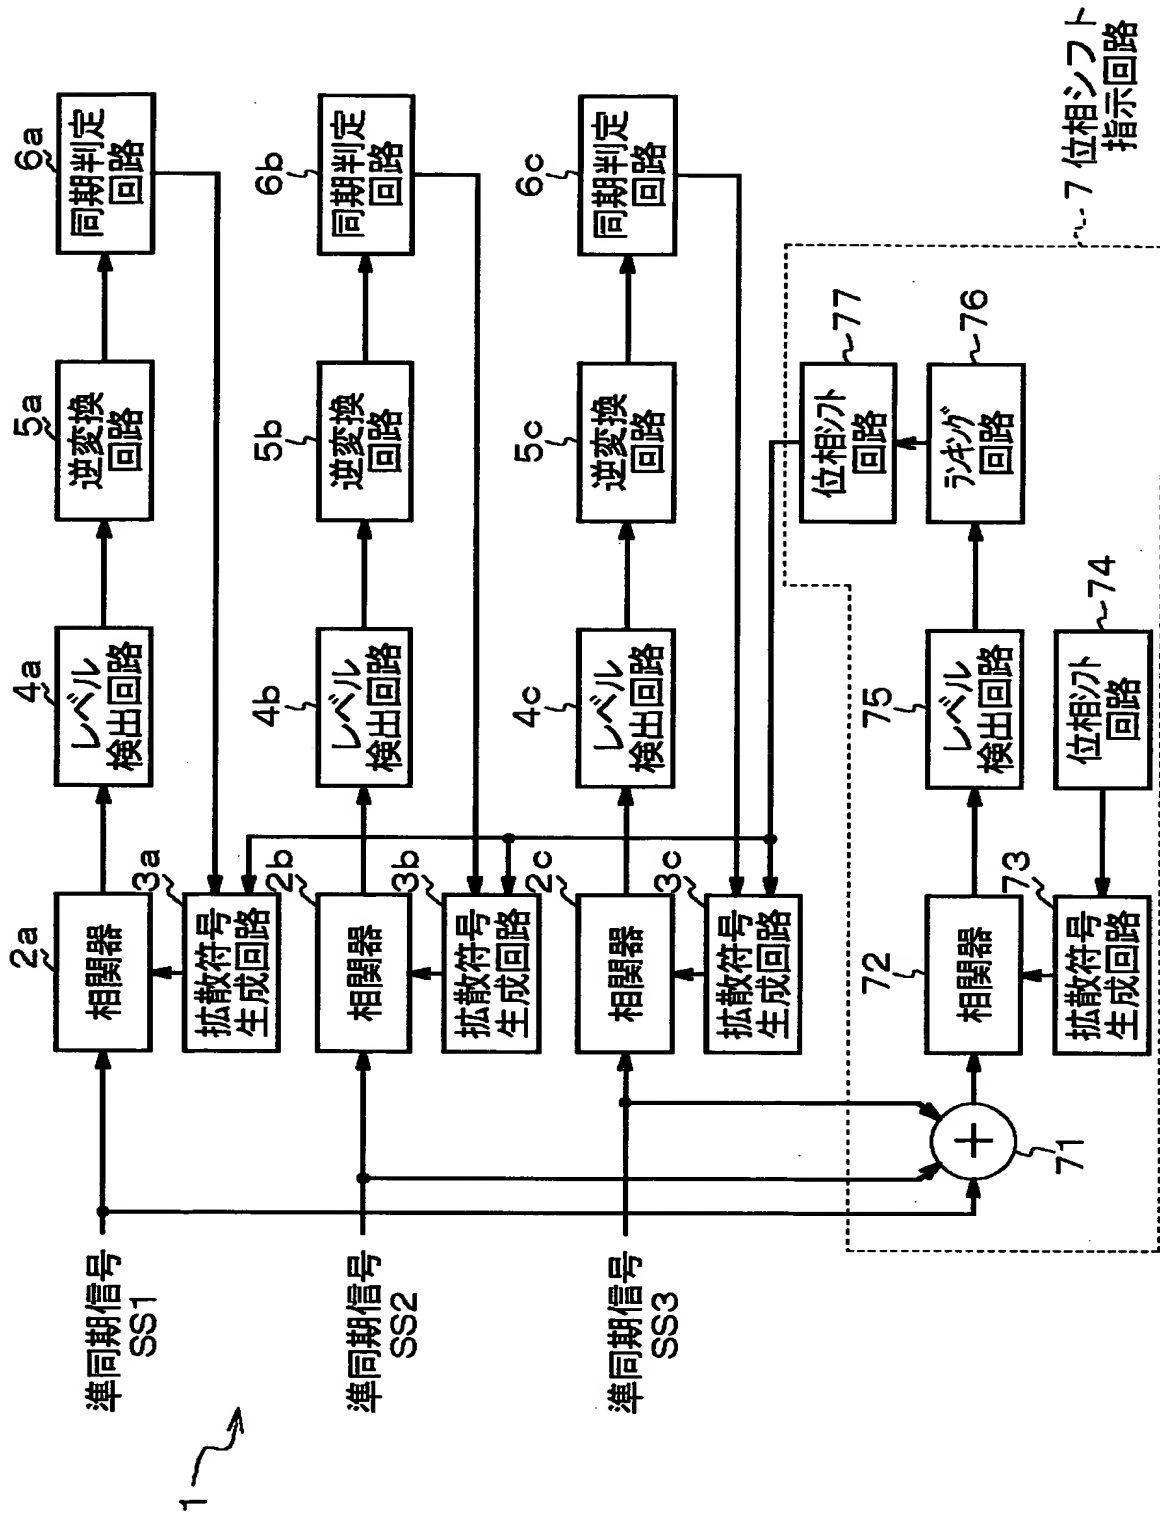 1
準同期信号
SS1
2a
相関器
3a
拡散符号
生成回路
4a
レベル
検出回路
5a
逆変換
回路
6a
同期判定
回路
準同期信号
SS2
2b
相関器
3b
拡散符号
生成回路
4b
レベル
検出回路
5b
逆変換
回路
6b
同期判定
回路
準同期信号
SS3
2c
相関器
3c
拡散符号
生成回路
4c
レベル
検出回路
5c
逆変換
回路
6c
同期判定
回路
71
+
72
相関器
73
拡散符号
生成回路
74
位相シフト
回路
75
レベル
検出回路
76
ランキング
回路
77
位相シフト
回路
7 位相シフト
指示回路